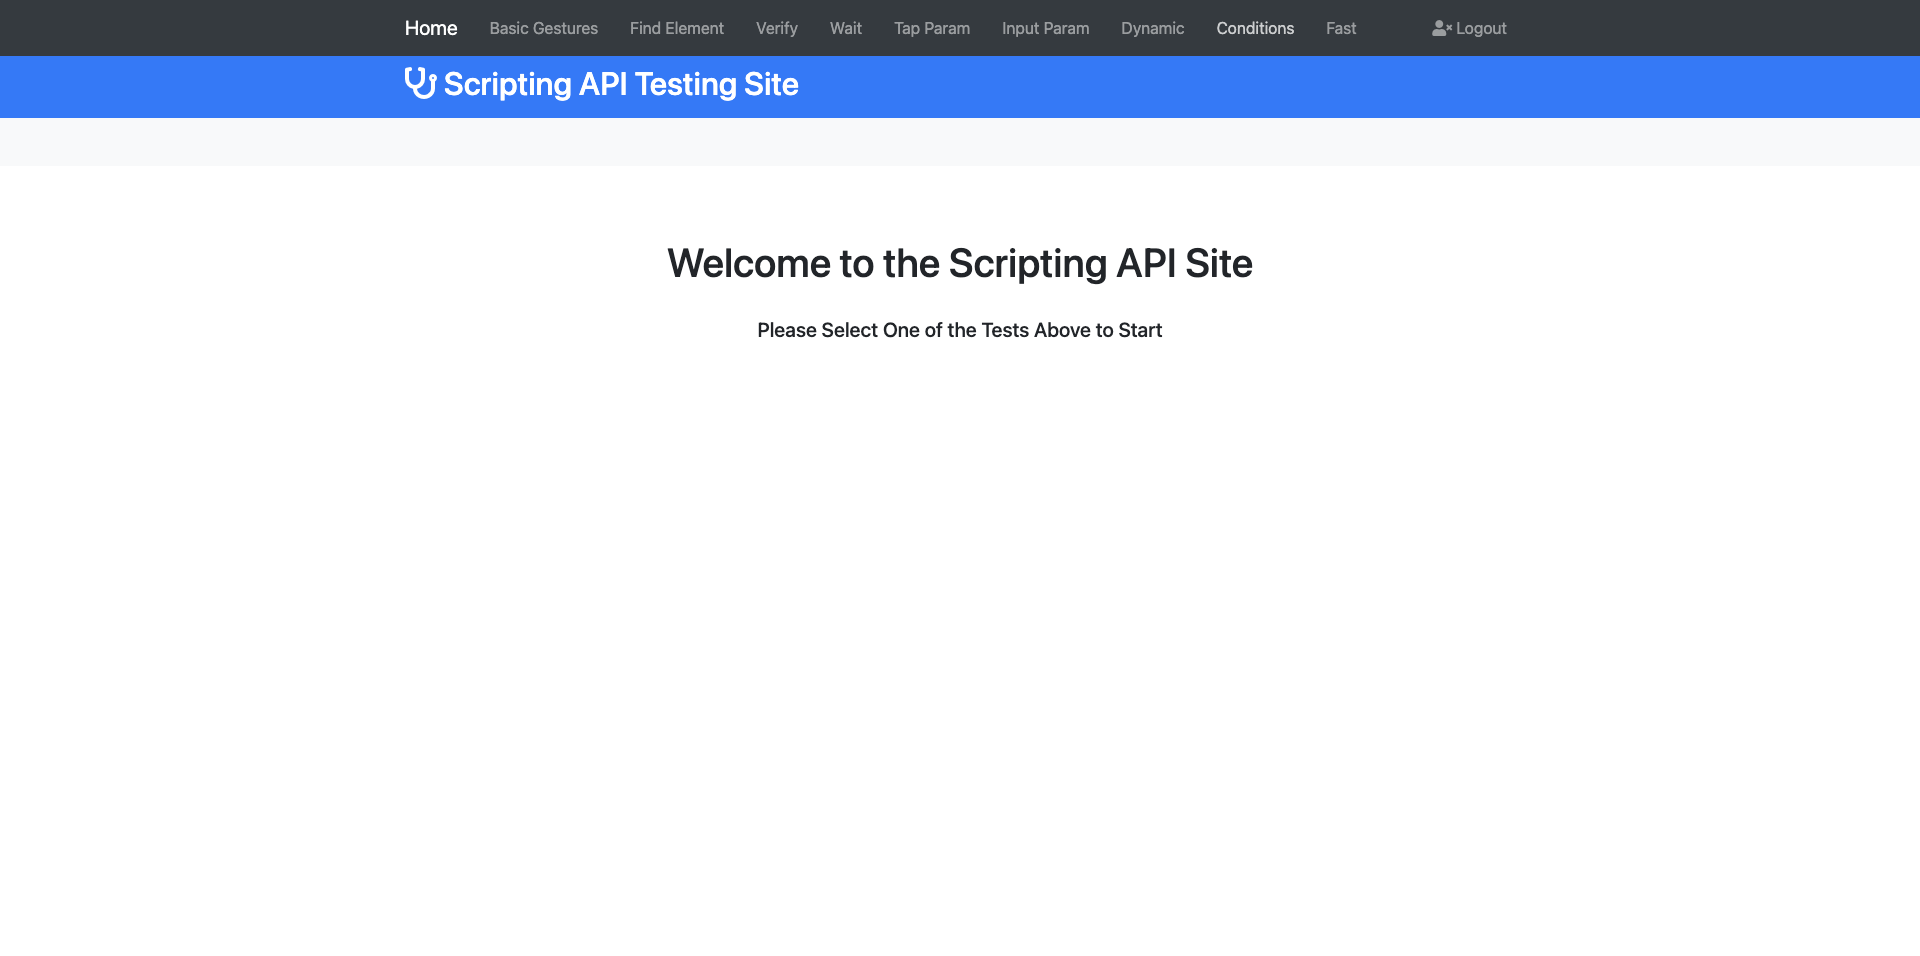 Home Basic Gestures Find Element Verify Wait Tap Param Input Param Dynamic Conditions Fast Logout
Scripting API Testing Site
Welcome to the Scripting API Site
Please Select One of the Tests Above to Start